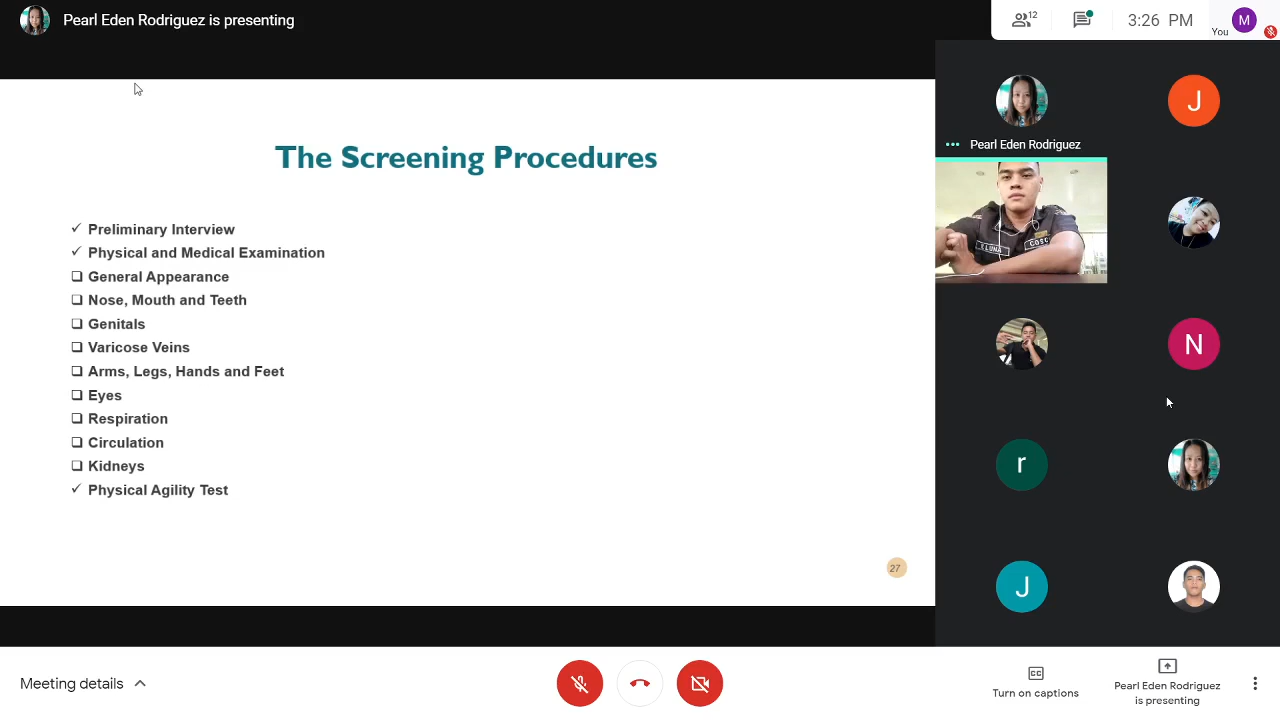 Pearl Eden Rodriguez is presenting
12
3:26 PM
You
M
The Screening Procedures
Preliminary Interview
Physical and Medical Examination
General Appearance
Nose, Mouth and Teeth
Genitals
Varicose Veins
Arms, Legs, Hands and Feet
Eyes
Respiration
Circulation
Kidneys
Physical Agility Test
27
J
Pearl Eden Rodriguez
COSC
N
r
J
Meeting details
CC
Turn on captions
Pearl Eden Rodriguez
is presenting